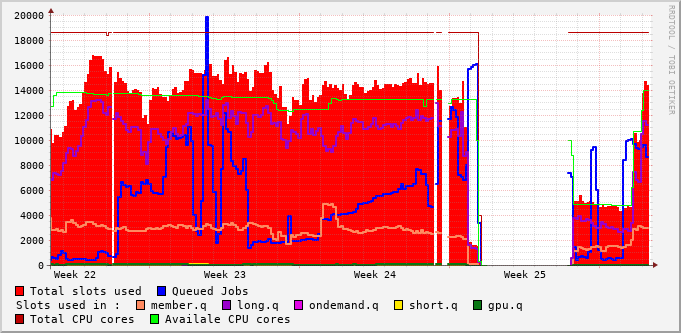 20000
18000
16000
14000
12000
10000
8000
6000
4000
2000
0
Week 22 Week 23 Week 24 Week 25
RRDTOOL / TOBI OETIKER
Total slots used Queued Jobs
Slots used in : member.q long.q ondemand.q short.q gpu.q
Total CPU cores Availale CPU cores